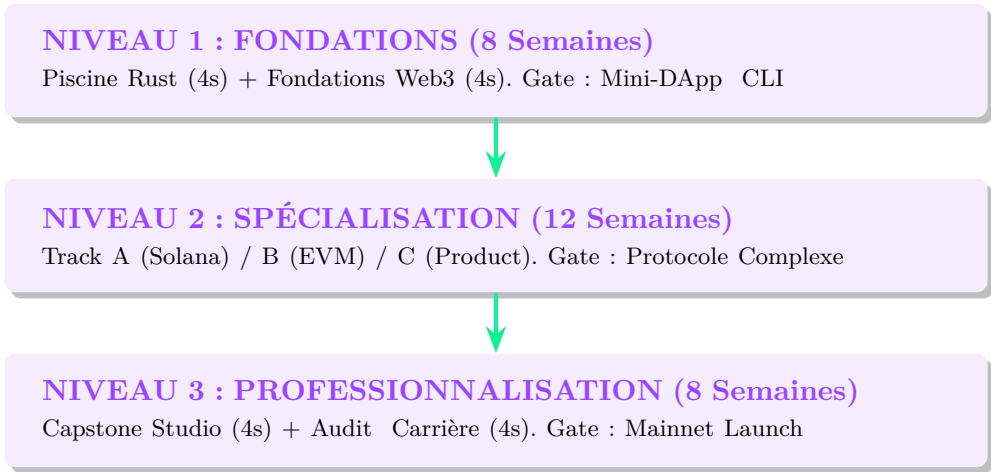 NIVEAU 1 : FONDATIONS (8 Semaines)
Piscine Rust (4s) + Fondations Web3 (4s). Gate : Mini-DApp CLI
NIVEAU 2 : SPÉCIALISATION (12 Semaines)
Track A (Solana) / B (EVM) / C (Product). Gate : Protocole Complexe
NIVEAU 3 : PROFESSIONNALISATION (8 Semaines)
Capstone Studio (4s) + Audit Carrière (4s). Gate : Mainnet Launch